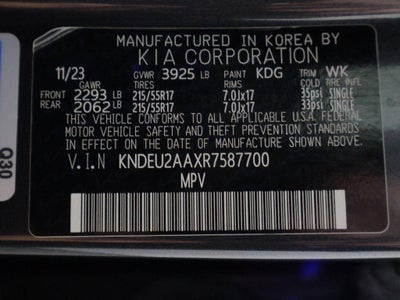 MANUFACTURED IN KOREA BY
KIA CORPORATION
11/23 GVWR 3925 LB PAINT KDG TRIM WK
GAWR TIRES RIMS COLD TIRE INFL
FRONT 2293 LB 215/55R17 7.0Jx17 35psi SINGLE
REAR 2062 LB 215/55R17 7.0Jx17 33psi SINGLE
THIS VEHICLE CONFORMS TO ALL APPLICABLE U.S.A. FEDERAL
MOTOR VEHICLE SAFETY, BUMPER, AND THEFT PREVENTION
STANDARDS IN EFFECT ON THE DATE OF MANUFACTURE SHOWN ABOVE.
V.I.N KNDEU2AAXR7587700
MPV
Q30